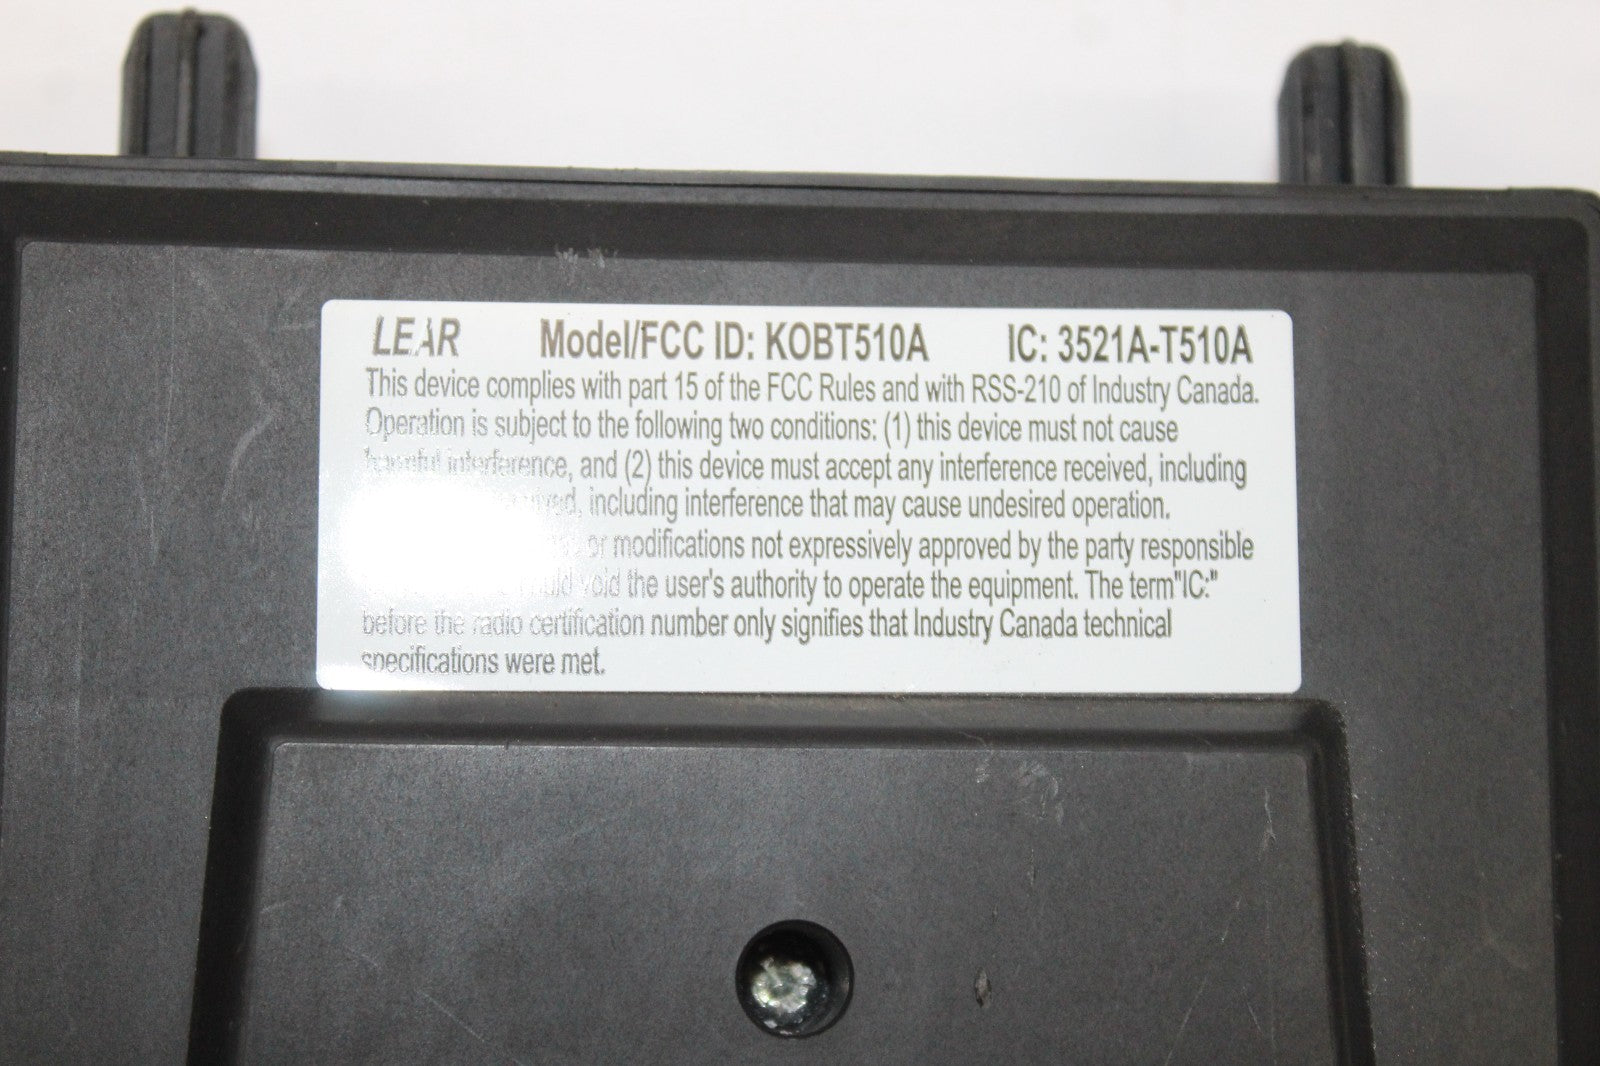 LEAR Model/FCC ID: KOBT510A IC: 3521A-T510A
This device complies with part 15 of the FCC Rules and with RSS-210 of Industry Canada.
Operation is subject to the following two conditions: (1) this device must not cause
harmful interference, and (2) this device must accept any interference received, including
including interference that may cause undesired operation.
or modifications not expressively approved by the party responsible
void the user's authority to operate the equipment. The term"IC:"
before the radio certification number only signifies that Industry Canada technical
specifications were met.